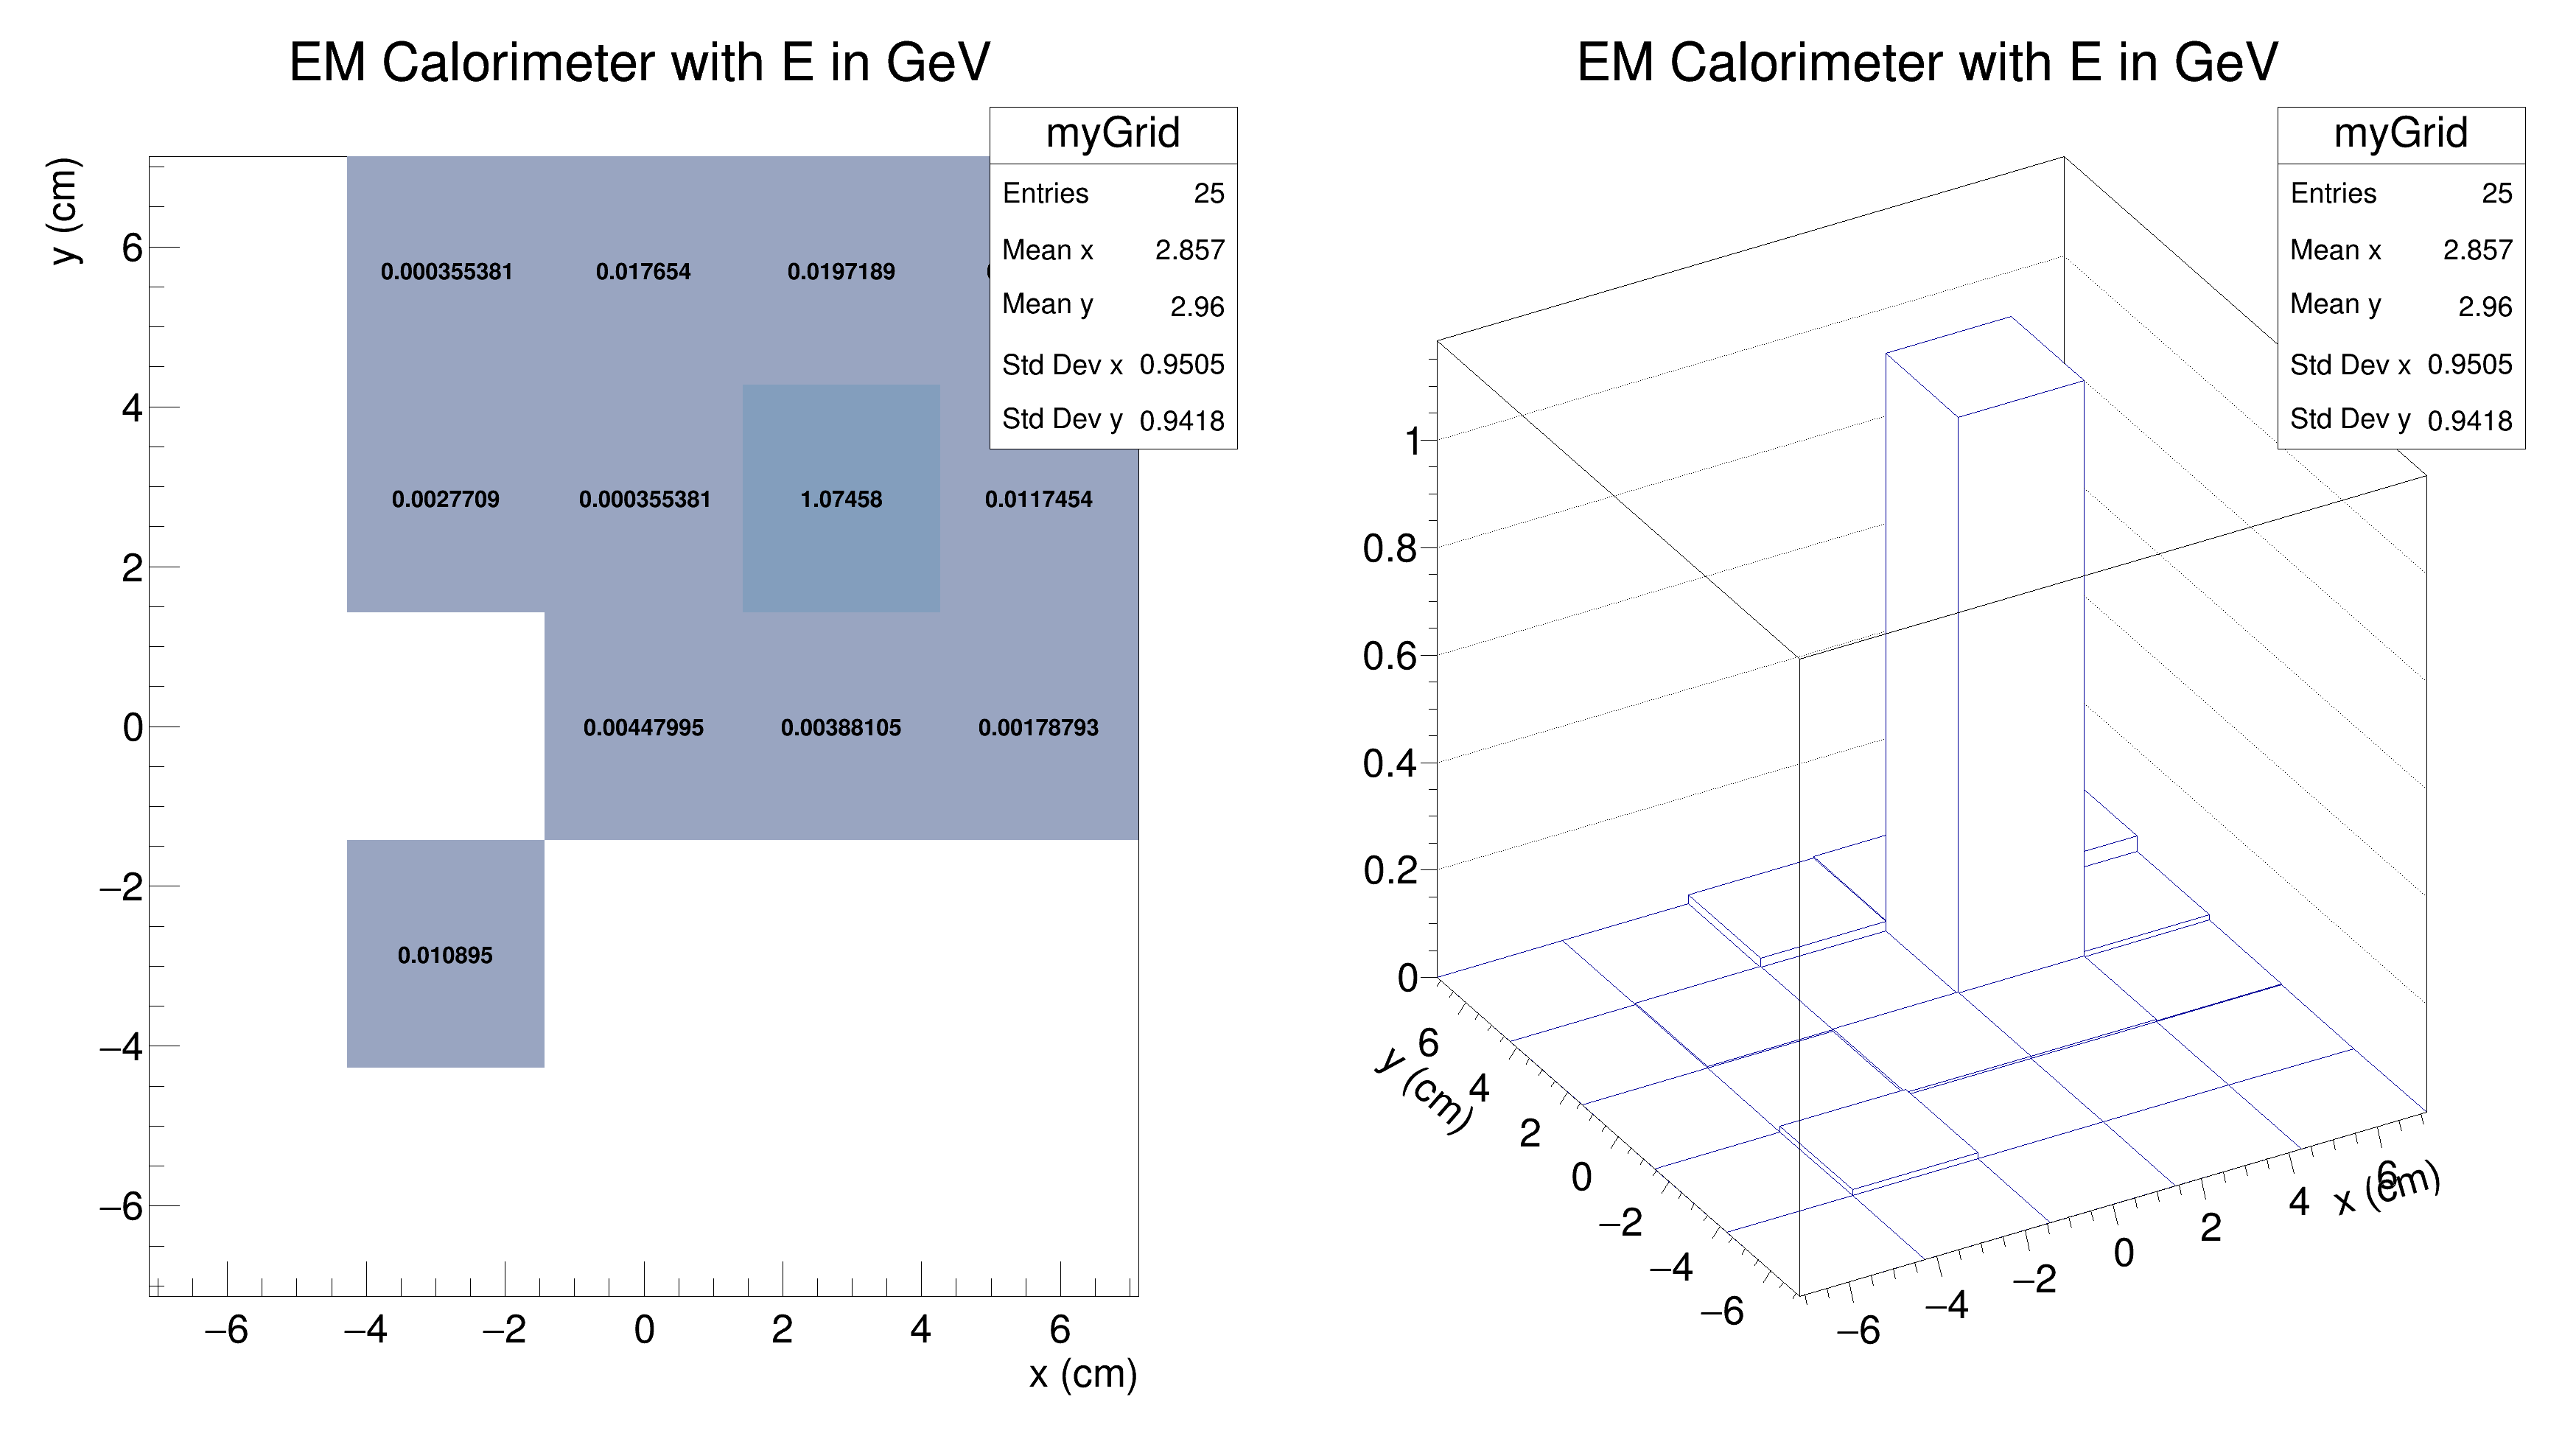 EM Calorimeter with E in GeV
myGrid
Entries 25
Mean x 2.857
Mean y 2.96
Std Dev x 0.9505
Std Dev y 0.9418
y (cm)
6
4
2
0
−2
−4
−6
0.000355381 0.017654 0.0197189
0.0027709 0.000355381 1.07458 0.0117454
0.00447995 0.00388105 0.00178793
0.010895
−6 −4 −2 0 2 4 6
x (cm)
EM Calorimeter with E in GeV
myGrid
Entries 25
Mean x 2.857
Mean y 2.96
Std Dev x 0.9505
Std Dev y 0.9418
1
0.8
0.6
0.4
0.2
0
6
4
2
0
−2
−4
−6
y (cm)
−6 −4 −2 0 2 4 6
x (cm)